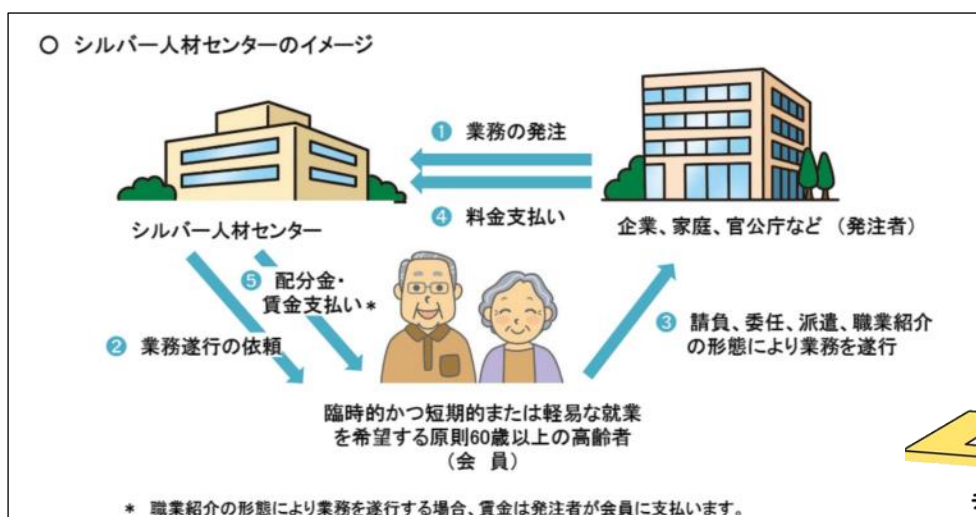 ○ シルバー人材センターのイメージ
❶ 業務の発注
❹ 料金支払い
シルバー人材センター
企業、家庭、官公庁など （発注者）
❺ 配分金・
賃金支払い＊
❷ 業務遂行の依頼
❸ 請負、委任、派遣、職業紹介
の形態により業務を遂行
臨時的かつ短期的または軽易な就業
を希望する原則60歳以上の高齢者
（会 員）
＊ 職業紹介の形態により業務を遂行する場合、賃金は発注者が会員に支払います。